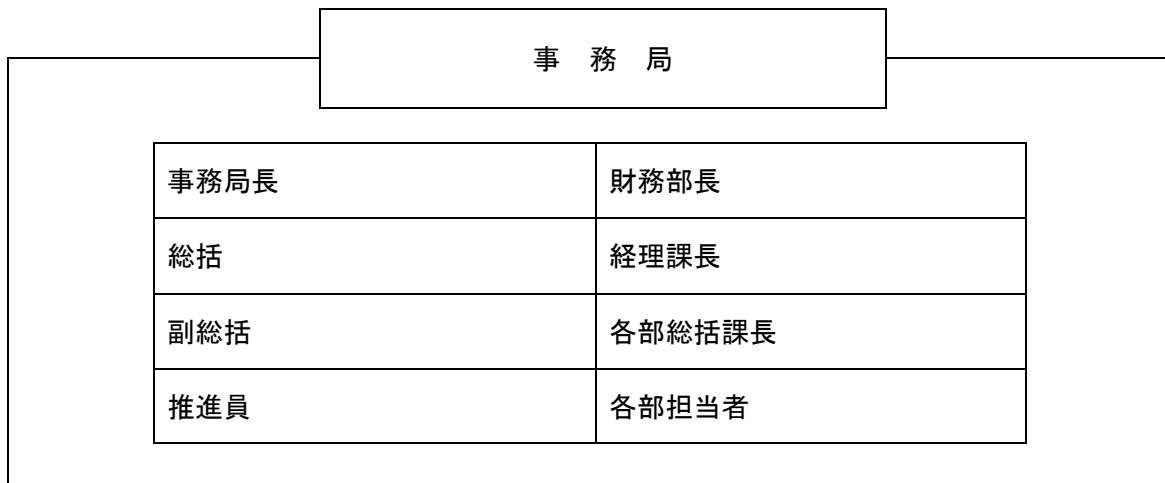 事　務　局
事務局長 財務部長
総括 経理課長
副総括 各部総括課長
推進員 各部担当者